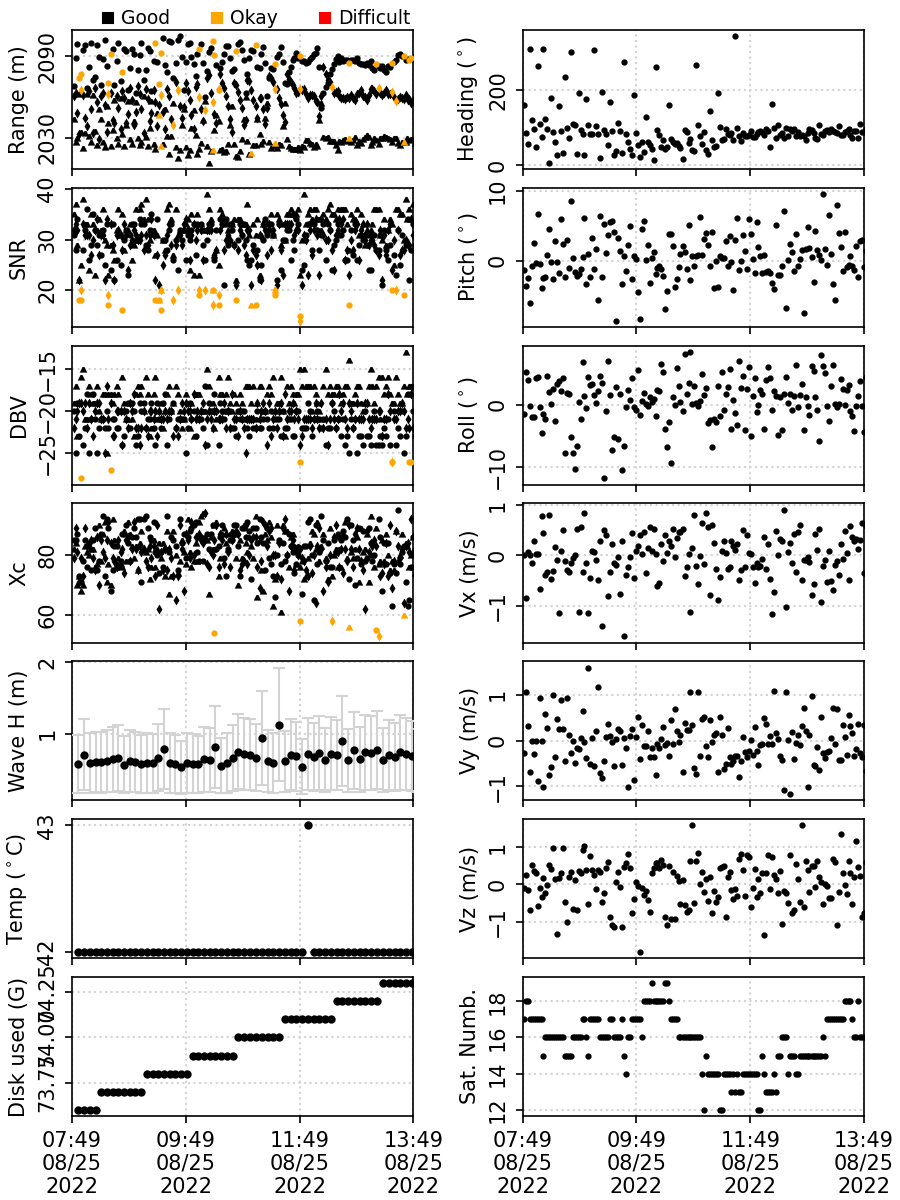 Good Okay Difficult
Range (m) 2090 2030
Heading (°) 200 0
SNR 40 30 20
Pitch (°) 10 0
DBV −15 −20 −25
Roll (°) 0 −10
Xc 80 60
Vx (m/s) 1 0 −1
Wave H (m) 2 1
Vy (m/s) 1 0 −1
Temp (°C) 43 42
Vz (m/s) 1 0 −1
Disk used (G) 74.25 74.00 73.75
Sat. Numb. 18 16 14 12
07:49 09:49 11:49 13:49 07:49 09:49 11:49 13:49
08/25 08/25 08/25 08/25 08/25 08/25 08/25 08/25
2022 2022 2022 2022 2022 2022 2022 2022